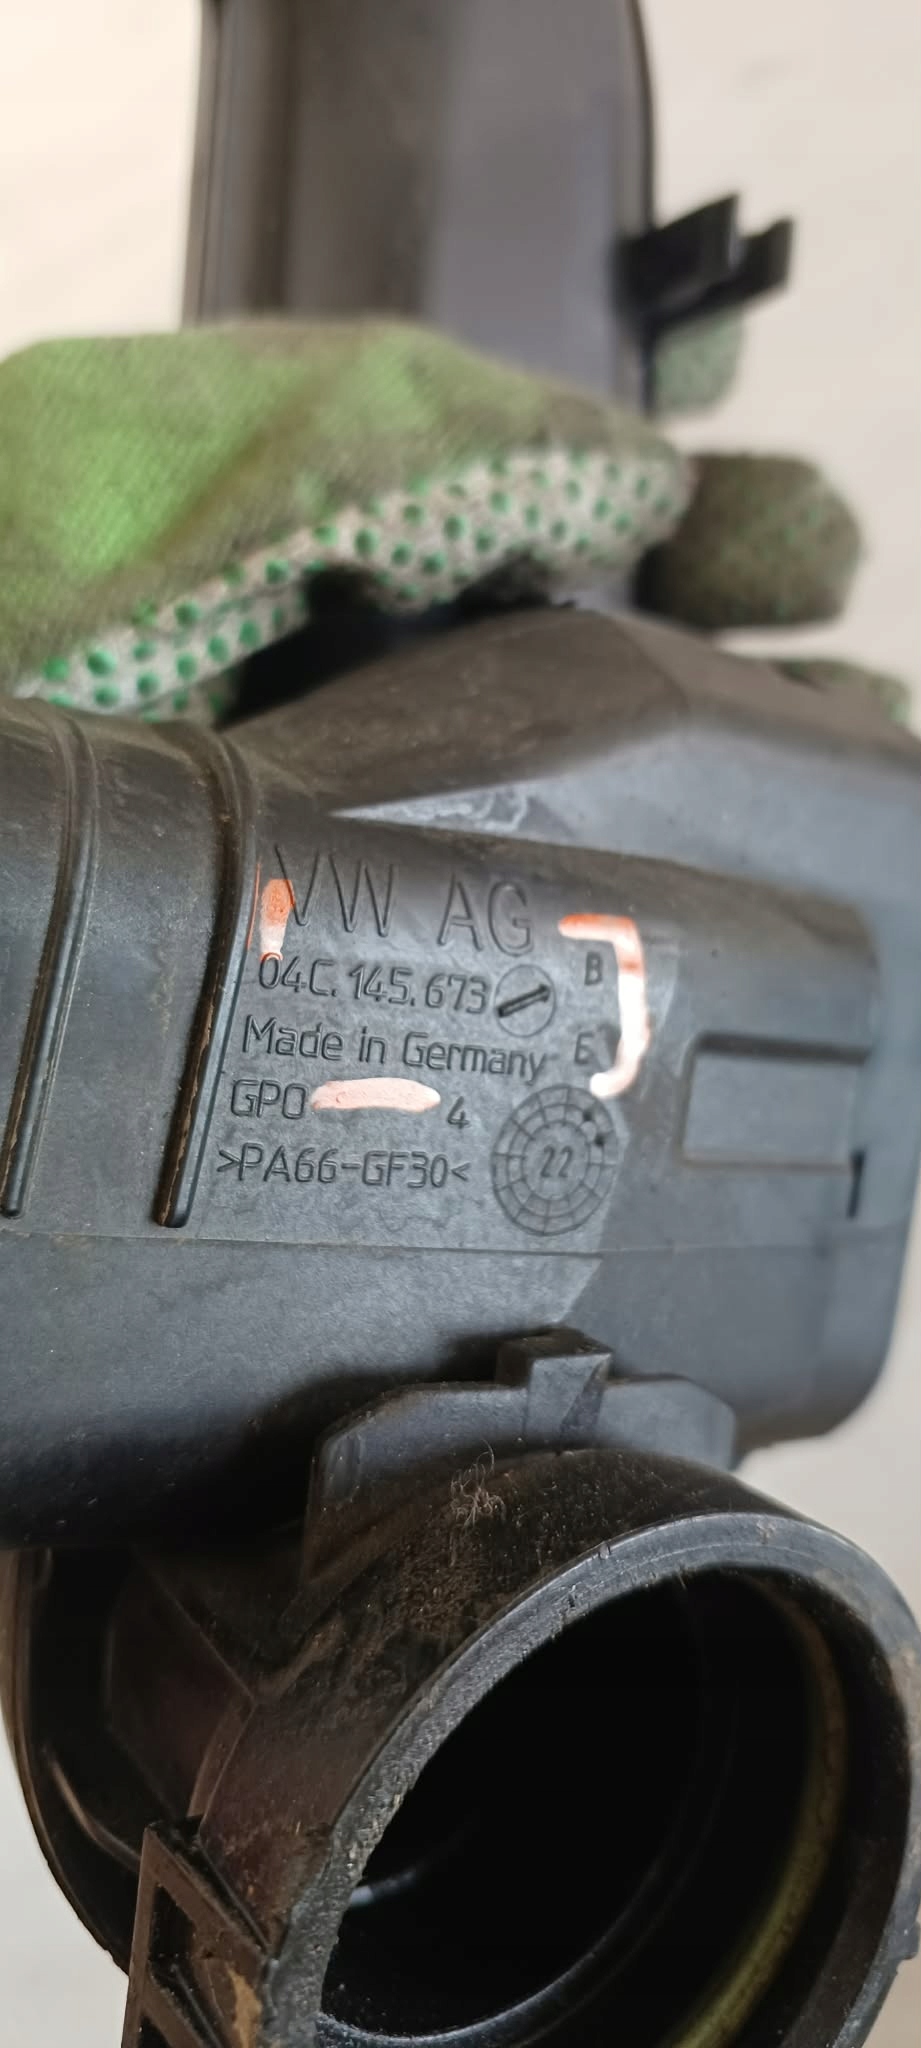 VW AG
04C.145.673
B
Made in Germany
GPO 4
>PA66-GF30<
22